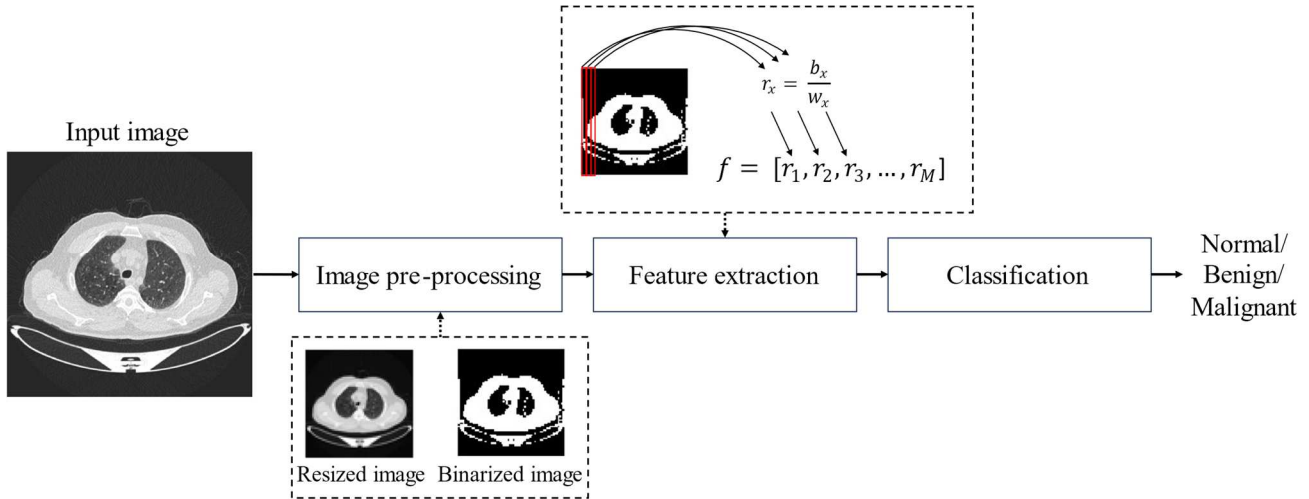 Input image
r_x = b_x / w_x
f = [r_1, r_2, r_3, ..., r_M]
Image pre-processing
Feature extraction
Classification
Normal/
Benign/
Malignant
Resized image
Binarized image